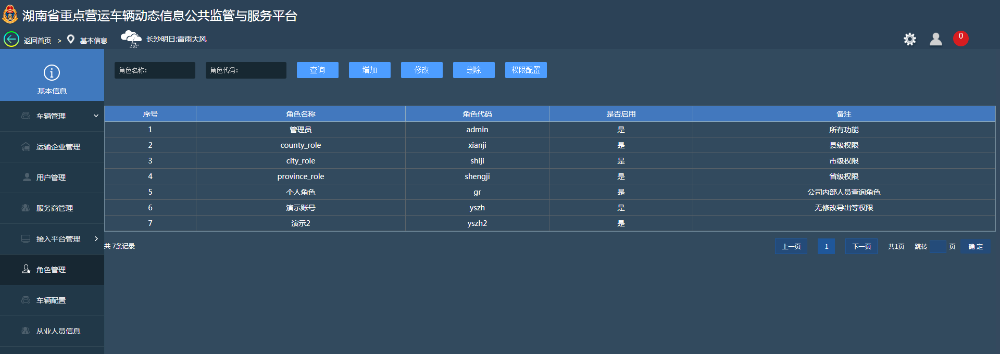 湖南省重点营运车辆动态信息公共监管与服务平台
返回首页 > 基本信息 长沙明日:雷雨大风 0
基本信息
车辆管理
运输企业管理
用户管理
服务商管理
接入平台管理
角色管理
车辆配置
从业人员信息
角色名称: 角色代码: 查询 增加 修改 删除 权限配置
序号 角色名称 角色代码 是否启用 备注
1 管理员 admin 是 所有功能
2 county_role xianji 是 县级权限
3 city_role shiji 是 市级权限
4 province_role shengji 是 省级权限
5 个人角色 gr 是 公司内部人员查询角色
6 演示账号 yszh 是 无修改导出等权限
7 演示2 yszh2 是
共 7条记录 上一页 1 下一页 共1页 跳转 页 确 定